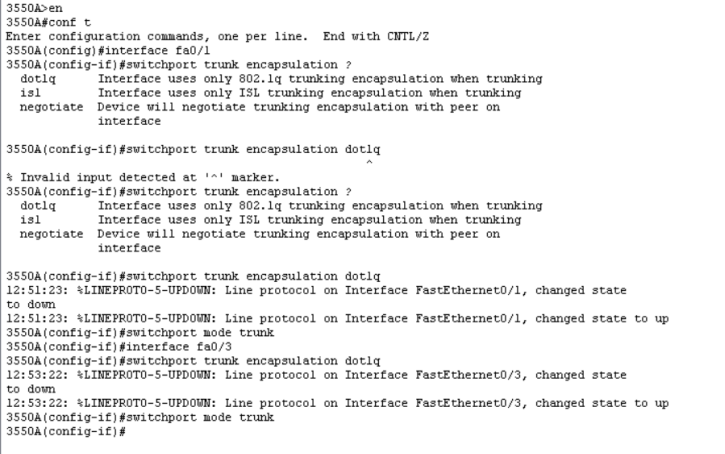 3550A>en
3550A#conf t
Enter configuration commands, one per line.  End with CNTL/Z
3550A(config)#interface fa0/1
3550A(config-if)#switchport trunk encapsulation ?
  dot1q      Interface uses only 802.1q trunking encapsulation when trunking
  isl        Interface uses only ISL trunking encapsulation when trunking
  negotiate  Device will negotiate trunking encapsulation with peer on
             interface
3550A(config-if)#switchport trunk encapsulation dotlq
                                                   ^
% Invalid input detected at '^' marker.
3550A(config-if)#switchport trunk encapsulation ?
  dot1q      Interface uses only 802.1q trunking encapsulation when trunking
  isl        Interface uses only ISL trunking encapsulation when trunking
  negotiate  Device will negotiate trunking encapsulation with peer on
             interface
3550A(config-if)#switchport trunk encapsulation dot1q
12:51:23: %LINEPROTO-5-UPDOWN: Line protocol on Interface FastEthernet0/1, changed state
to down
12:51:23: %LINEPROTO-5-UPDOWN: Line protocol on Interface FastEthernet0/1, changed state to up
3550A(config-if)#switchport mode trunk
3550A(config-if)#interface fa0/3
3550A(config-if)#switchport trunk encapsulation dot1q
12:53:22: %LINEPROTO-5-UPDOWN: Line protocol on Interface FastEthernet0/3, changed state
to down
12:53:22: %LINEPROTO-5-UPDOWN: Line protocol on Interface FastEthernet0/3, changed state to up
3550A(config-if)#switchport mode trunk
3550A(config-if)#